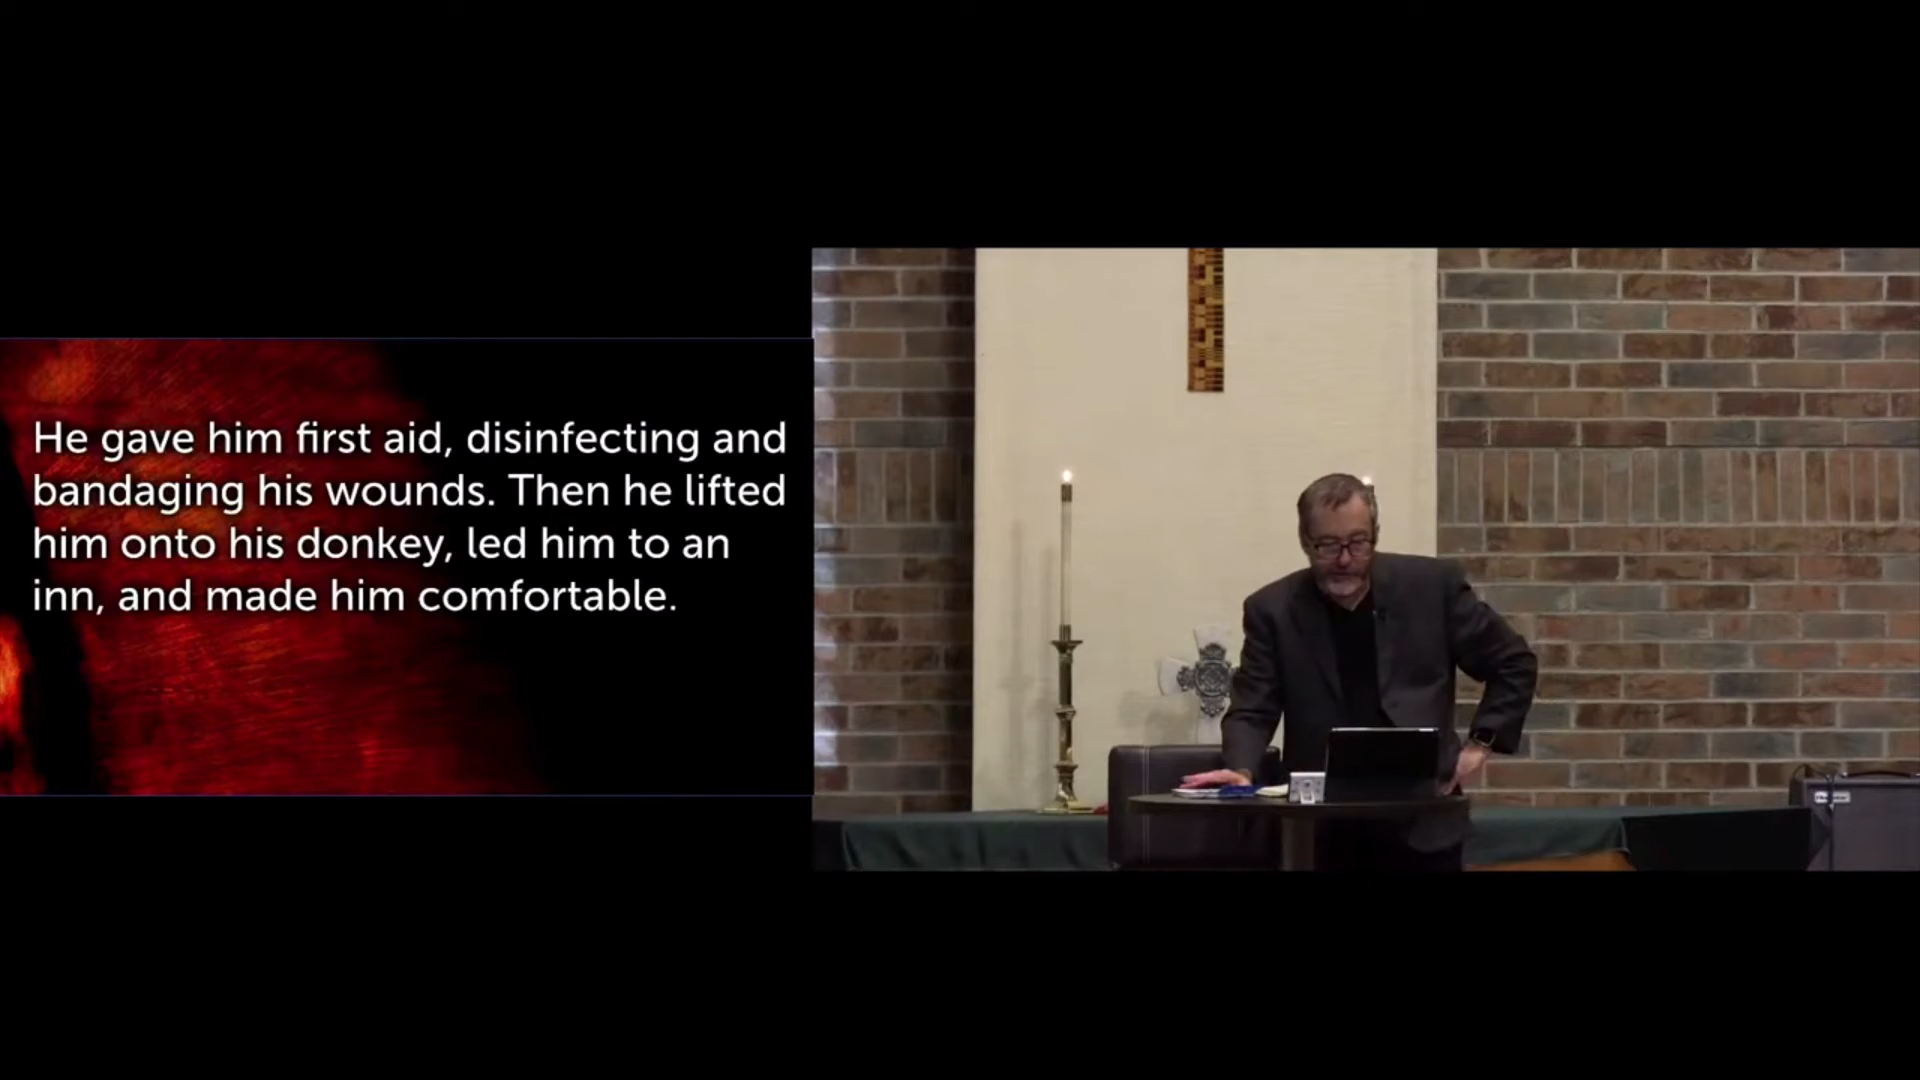 He gave him first aid, disinfecting and
bandaging his wounds. Then he lifted
him onto his donkey, led him to an
inn, and made him comfortable.